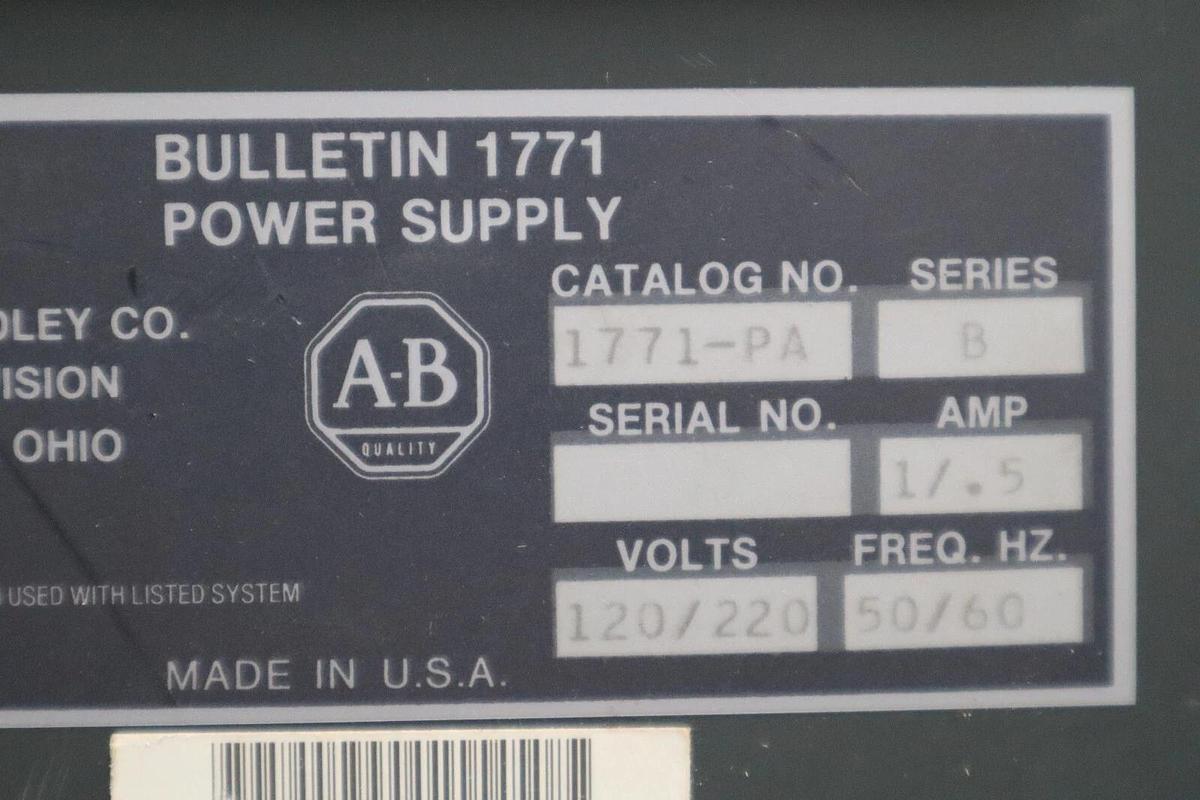 BULLETIN 1771
POWER SUPPLY
DLEY CO.
ISION
OHIO
A-B
QUALITY
CATALOG NO. SERIES
1771-PA B
SERIAL NO. AMP
1/.5
VOLTS FREQ. HZ.
120/220 50/60
USED WITH LISTED SYSTEM
MADE IN U.S.A.